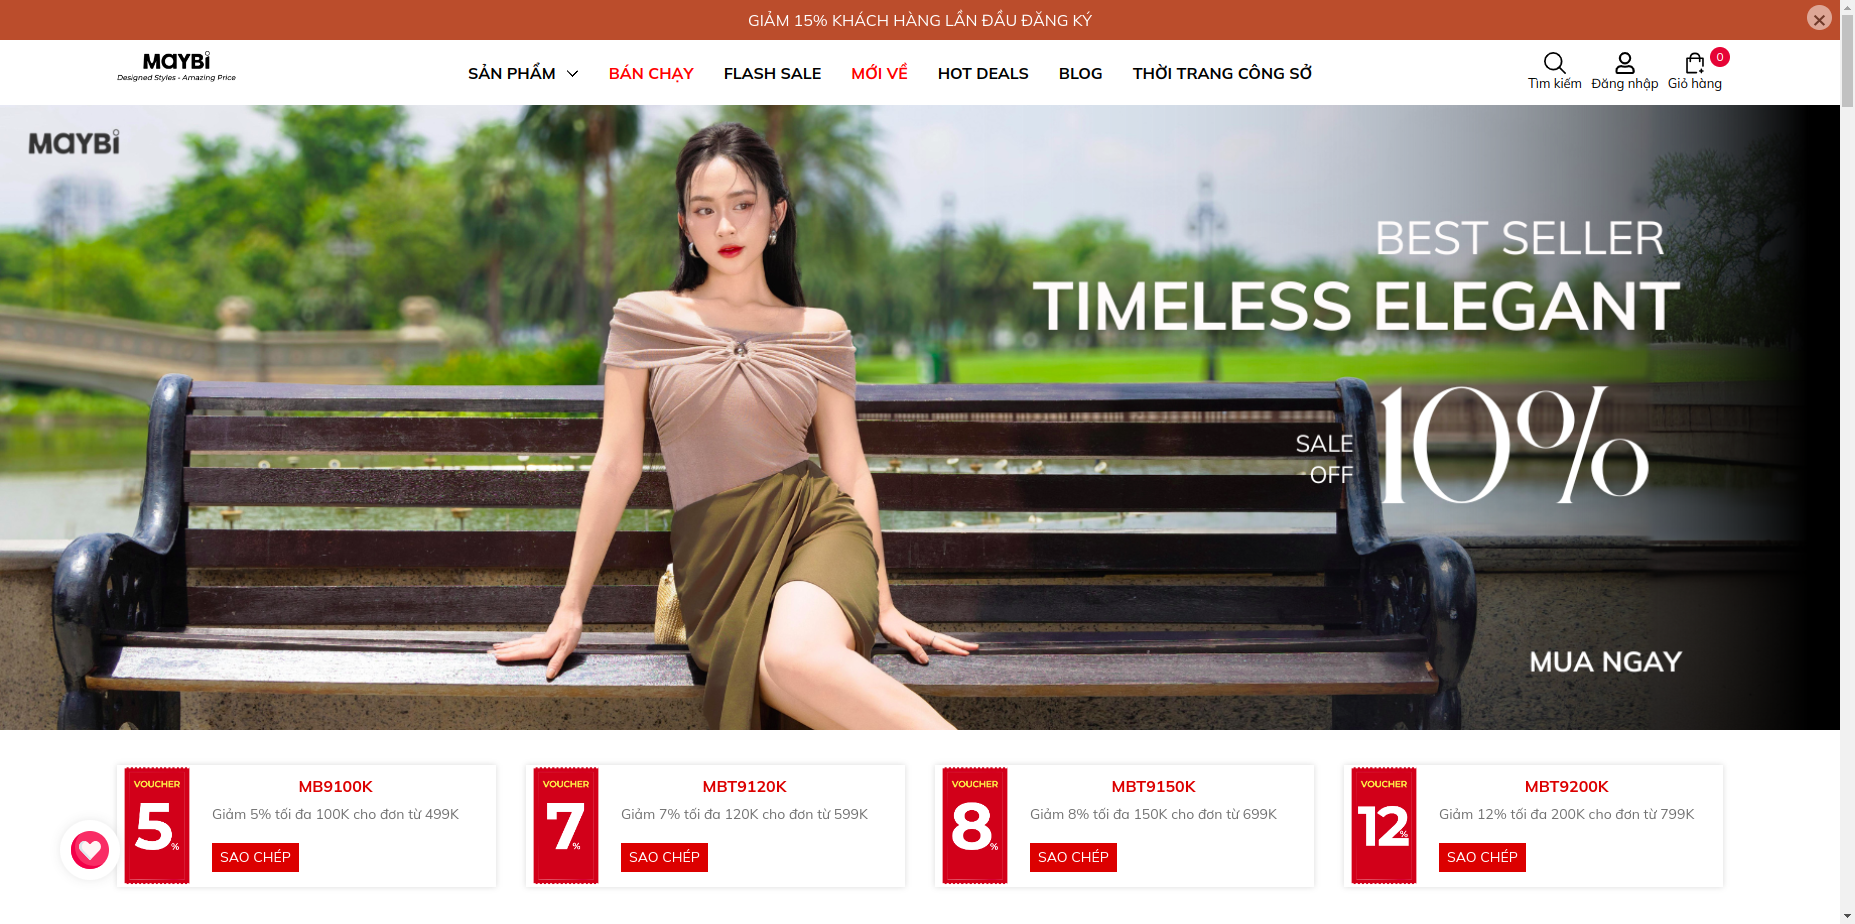 GIẢM 15% KHÁCH HÀNG LẦN ĐẦU ĐĂNG KÝ
MAYBi
Designed Styles - Amazing Price
SẢN PHẨM
BÁN CHẠY
FLASH SALE
MỚI VỀ
HOT DEALS
BLOG
THỜI TRANG CÔNG SỞ
Tìm kiếm
Đăng nhập
0
Giỏ hàng
MAYBi
BEST SELLER
TIMELESS ELEGANT
SALE
OFF
10%
MUA NGAY
VOUCHER
5%
MB9100K
Giảm 5% tối đa 100K cho đơn từ 499K
SAO CHÉP
VOUCHER
7%
MBT9120K
Giảm 7% tối đa 120K cho đơn từ 599K
SAO CHÉP
VOUCHER
8%
MBT9150K
Giảm 8% tối đa 150K cho đơn từ 699K
SAO CHÉP
VOUCHER
12%
MBT9200K
Giảm 12% tối đa 200K cho đơn từ 799K
SAO CHÉP